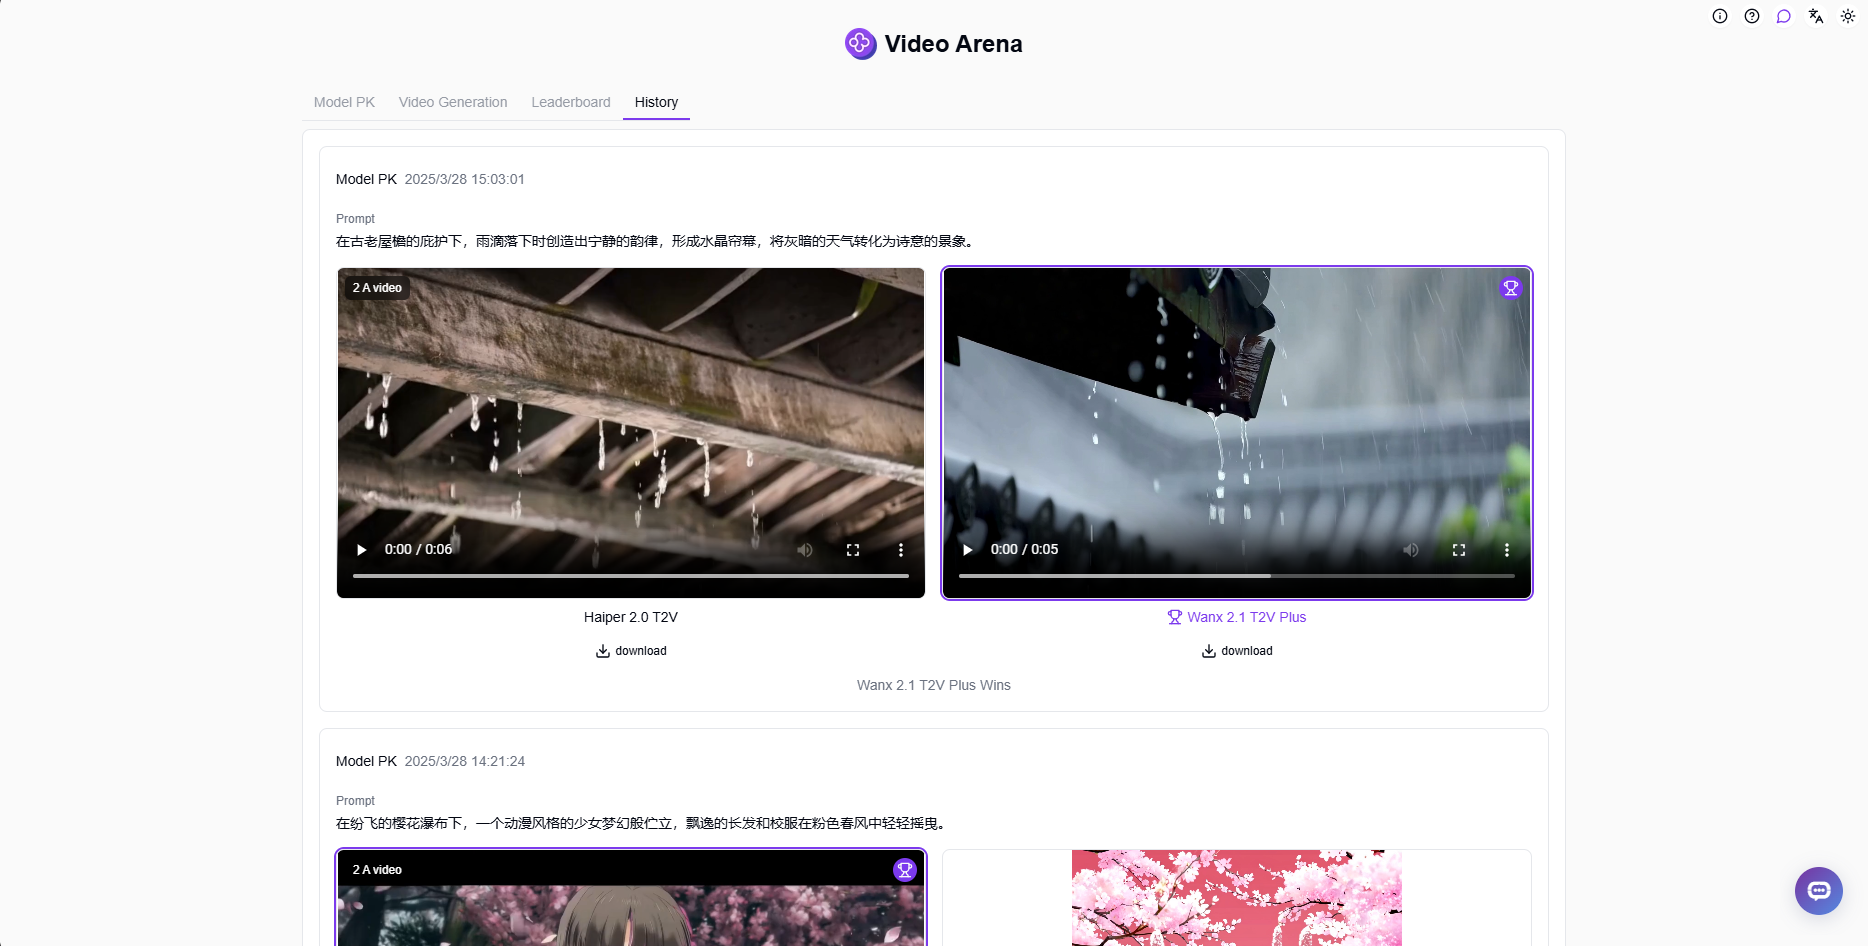 Video Arena
Model PK
Video Generation
Leaderboard
History
Model PK 2025/3/28 15:03:01
Prompt
在古老屋檐的庇护下，雨滴落下时创造出宁静的韵律，形成水晶帘幕，将灰暗的天气转化为诗意的景象。
2 A video
0:00 / 0:06
0:00 / 0:05
Haiper 2.0 T2V
Wanx 2.1 T2V Plus
download
download
Wanx 2.1 T2V Plus Wins
Model PK 2025/3/28 14:21:24
Prompt
在纷飞的樱花瀑布下，一个动漫风格的少女梦幻般伫立，飘逸的长发和校服在粉色春风中轻轻摇曳。
2 A video